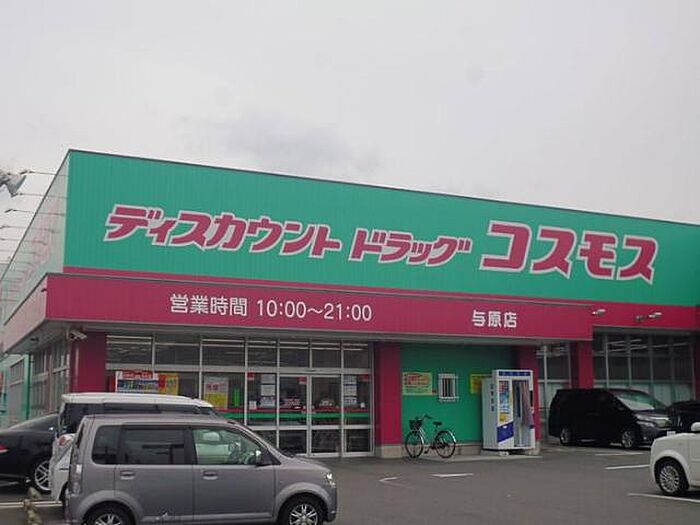 ディスカウント ドラッグ コスモス
営業時間 10:00～21:00
与原店